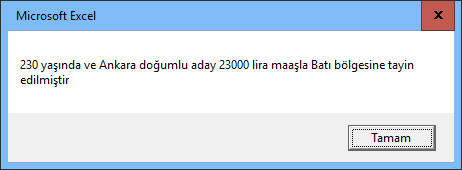 Microsoft Excel
x
230 yaşında ve Ankara doğumlu aday 23000 lira maaşla Batı bölgesine tayin
edilmiştir
Tamam